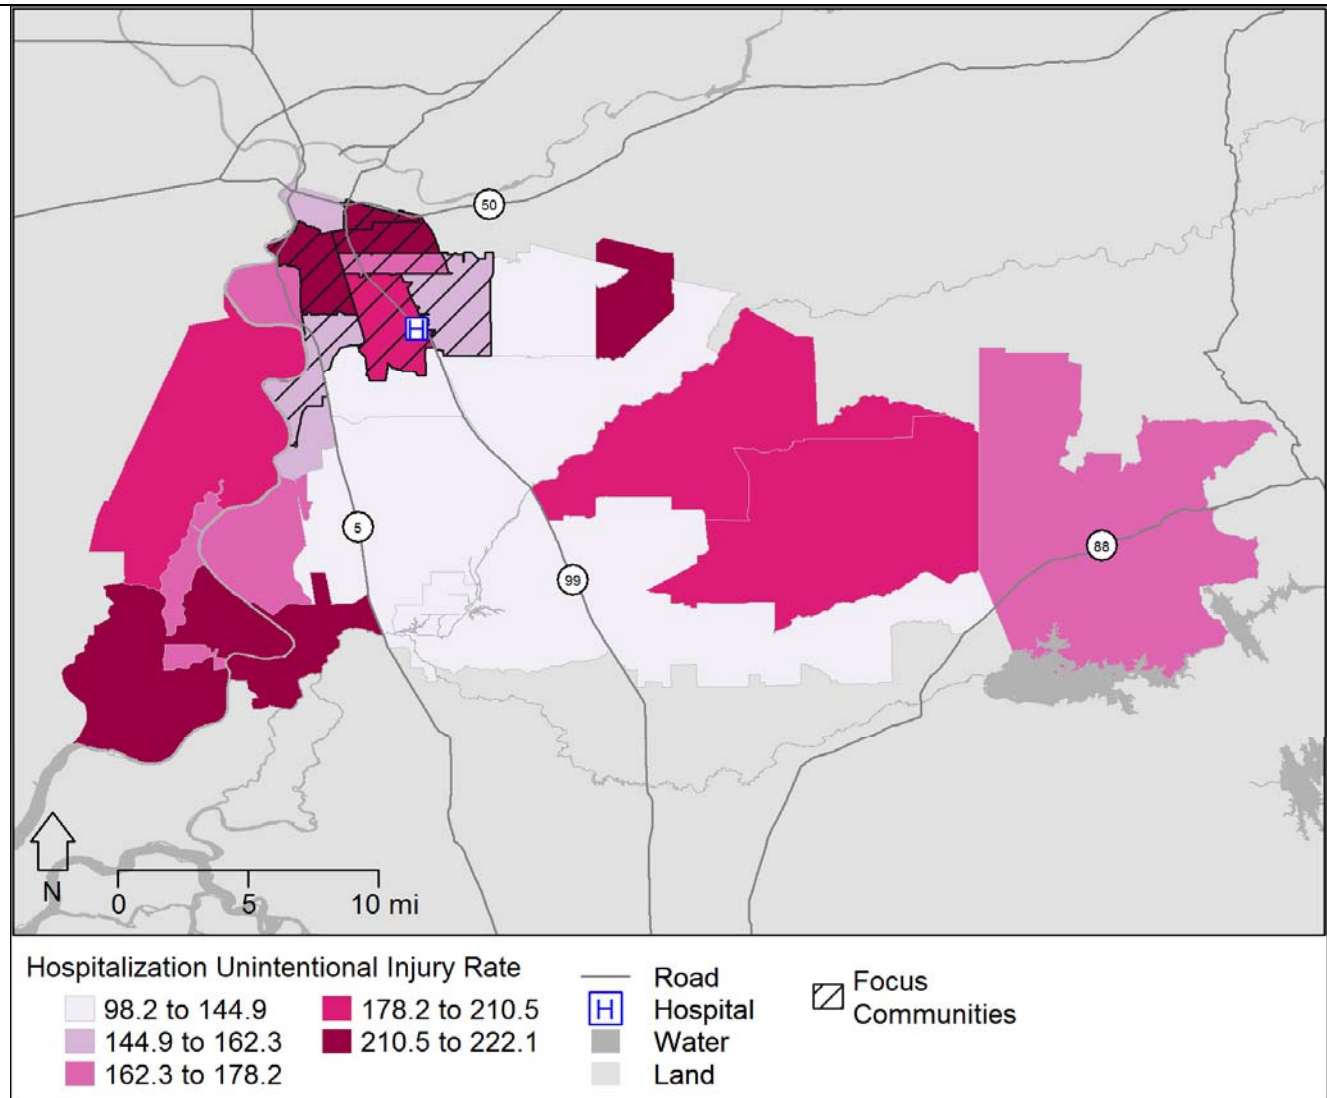 50
5
99
88
N
0 5 10 mi
Hospitalization Unintentional Injury Rate
98.2 to 144.9
144.9 to 162.3
162.3 to 178.2
178.2 to 210.5
210.5 to 222.1
Road
H Hospital
Water
Land
Focus
Communities
H